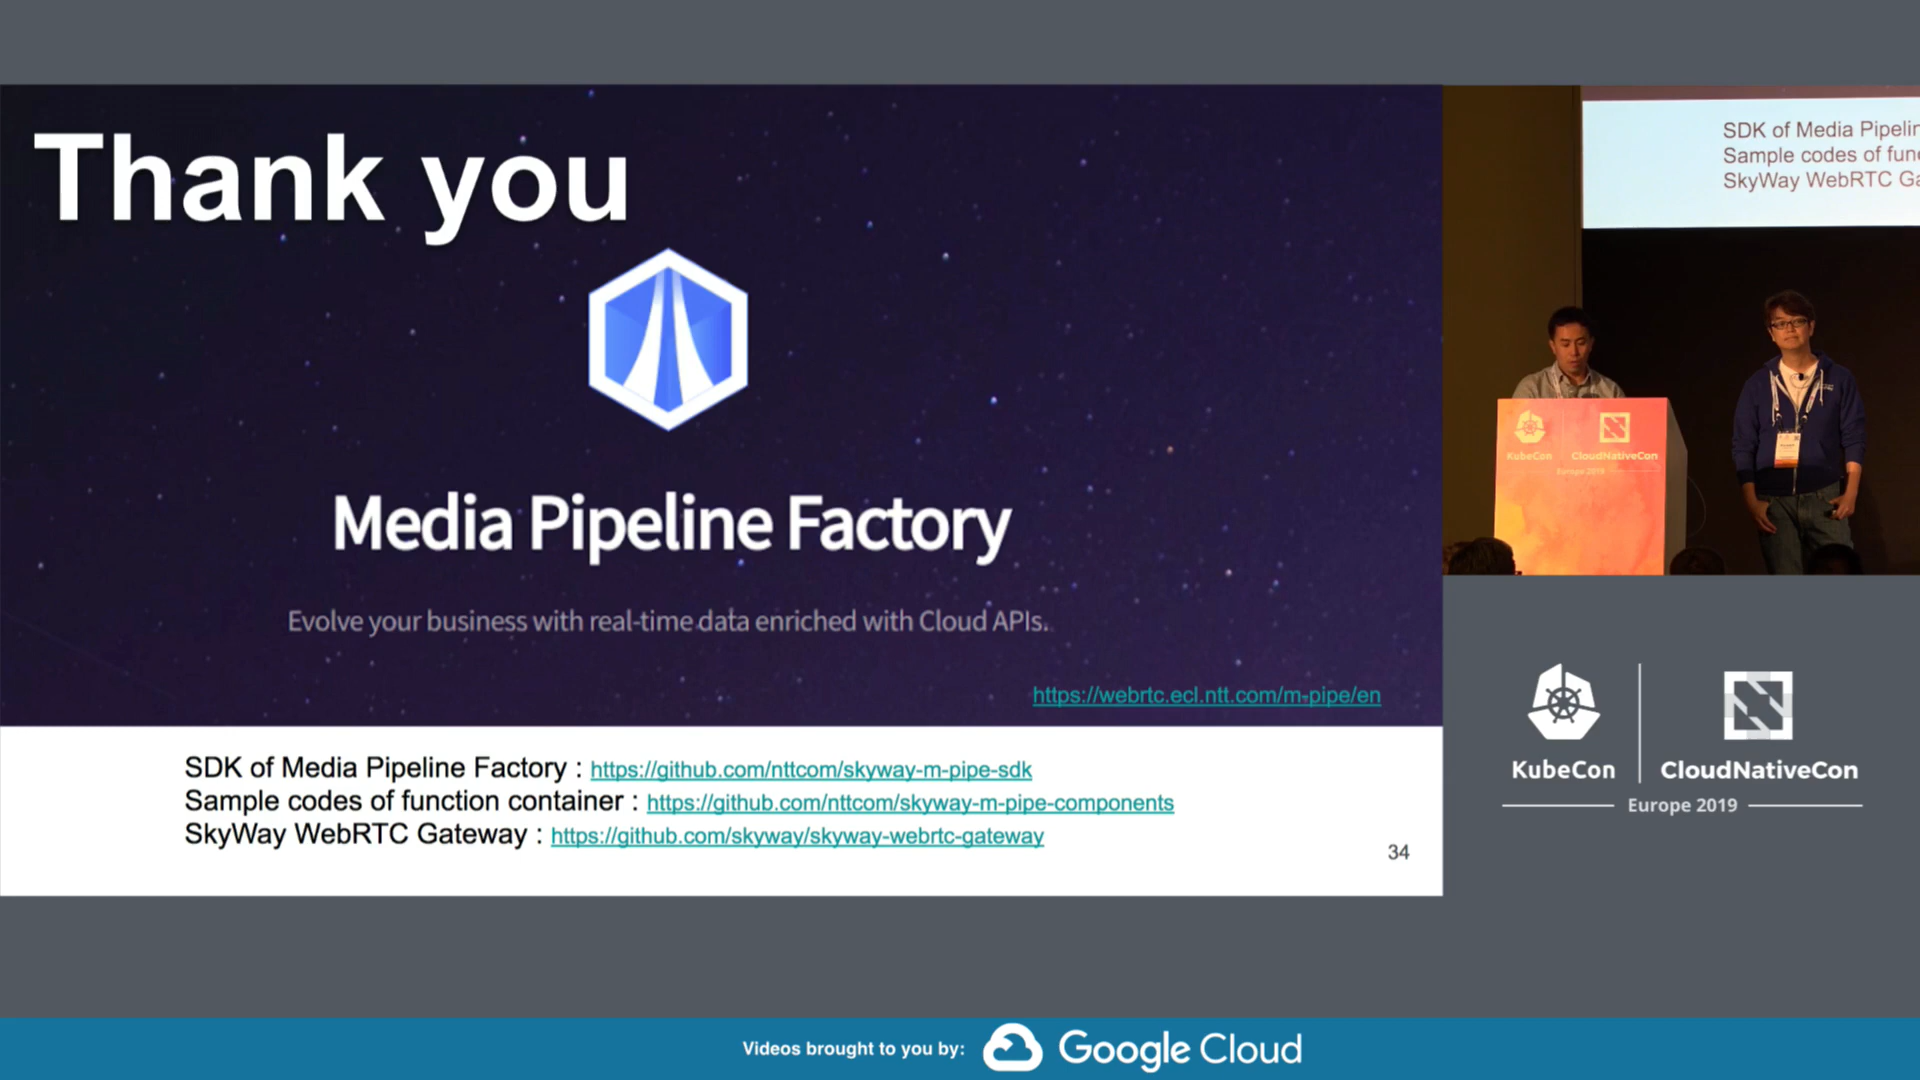 Thank you
Media Pipeline Factory
Evolve your business with real-time data enriched with Cloud APIs.
https://webrtc.ecl.ntt.com/m-pipe/en
SDK of Media Pipeline Factory : https://github.com/nttcom/skyway-m-pipe-sdk
Sample codes of function container : https://github.com/nttcom/skyway-m-pipe-components
SkyWay WebRTC Gateway : https://github.com/skyway/skyway-webrtc-gateway
34
SDK of Media Pipelin
Sample codes of fun
SkyWay WebRTC Ga
KubeCon CloudNativeCon
Europe 2019
KubeCon CloudNativeCon
Europe 2019
Videos brought to you by: Google Cloud